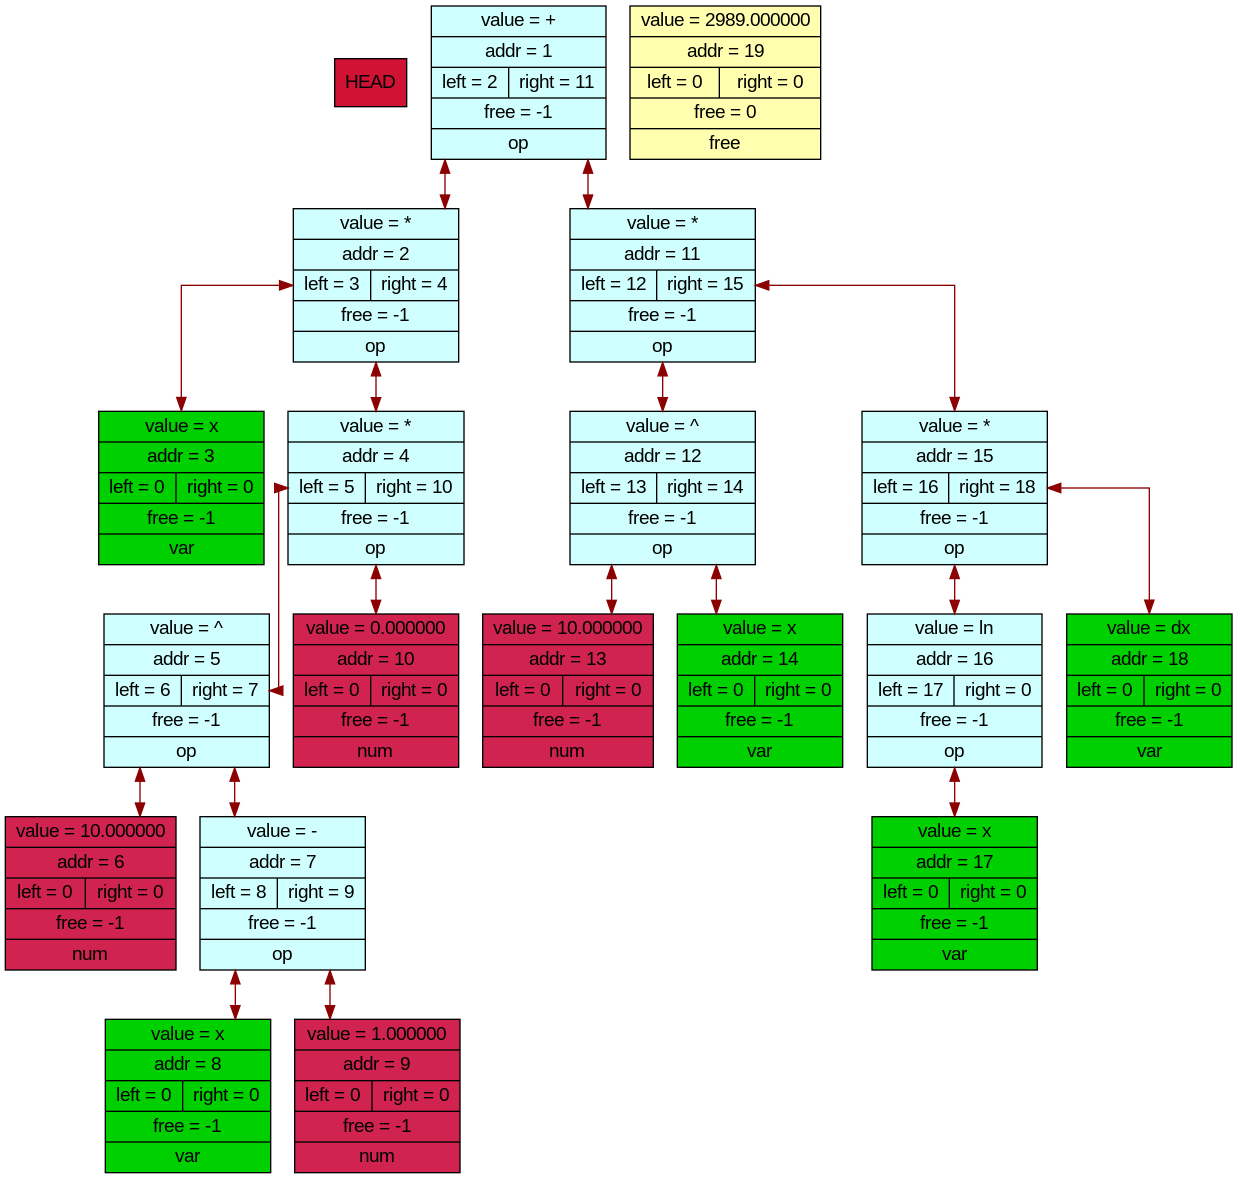 HEAD
value = +
addr = 1
left = 2 right = 11
free = -1
op
value = 2989.000000
addr = 19
left = 0 right = 0
free = 0
free
value = *
addr = 2
left = 3 right = 4
free = -1
op
value = *
addr = 11
left = 12 right = 15
free = -1
op
value = x
addr = 3
left = 0 right = 0
free = -1
var
value = *
addr = 4
left = 5 right = 10
free = -1
op
value = ^
addr = 12
left = 13 right = 14
free = -1
op
value = *
addr = 15
left = 16 right = 18
free = -1
op
value = ^
addr = 5
left = 6 right = 7
free = -1
op
value = 0.000000
addr = 10
left = 0 right = 0
free = -1
num
value = 10.000000
addr = 13
left = 0 right = 0
free = -1
num
value = x
addr = 14
left = 0 right = 0
free = -1
var
value = ln
addr = 16
left = 17 right = 0
free = -1
op
value = dx
addr = 18
left = 0 right = 0
free = -1
var
value = 10.000000
addr = 6
left = 0 right = 0
free = -1
num
value = -
addr = 7
left = 8 right = 9
free = -1
op
value = x
addr = 17
left = 0 right = 0
free = -1
var
value = x
addr = 8
left = 0 right = 0
free = -1
var
value = 1.000000
addr = 9
left = 0 right = 0
free = -1
num